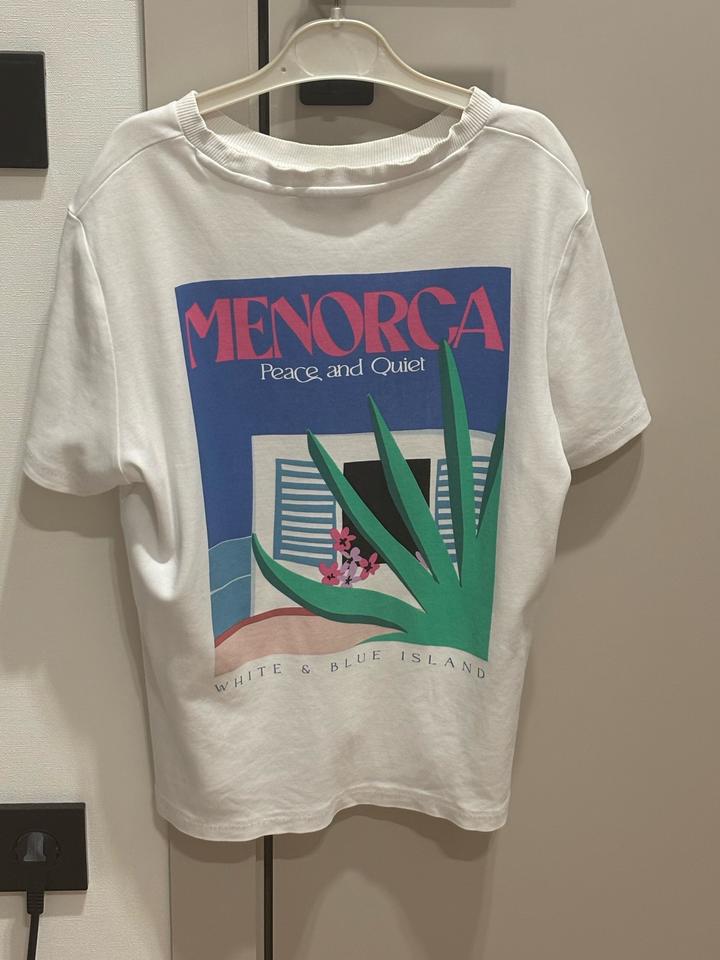 MENORCA
Peace and Quiet
WHITE & BLUE ISLAND